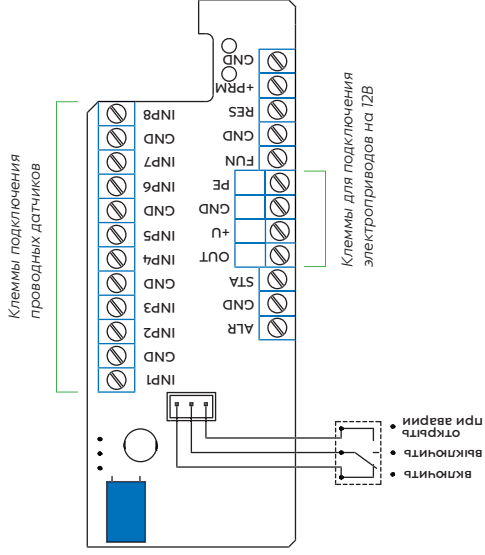 Клеммы подключения
проводных датчиков
INP8
GND
INP7
INP6
GND
INP5
INP4
GND
INP3
INP2
GND
INP1
GND
+PRM
RES
GND
FUN
PE
GND
+U
OUT
STA
GND
ALR
Клеммы для подключения
электроприводов на 12В
включить
выключить
открыть
при аварии